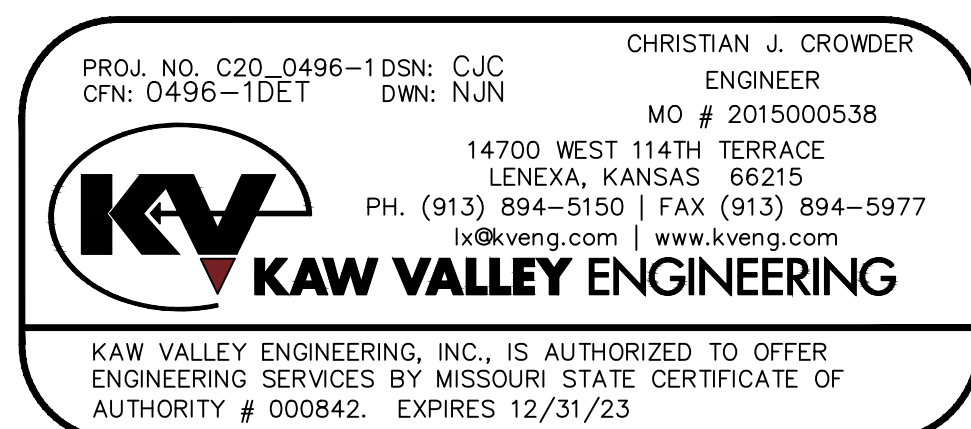 PROJ. NO. C20_0496-1 DSN: CJC
CFN: 0496-1DET DWN: NJN
CHRISTIAN J. CROWDER
ENGINEER
MO # 2015000538
14700 WEST 114TH TERRACE
LENEXA, KANSAS 66215
PH. (913) 894-5150 | FAX (913) 894-5977
lx@kveng.com | www.kveng.com
KV
KAW VALLEY ENGINEERING
KAW VALLEY ENGINEERING, INC., IS AUTHORIZED TO OFFER
ENGINEERING SERVICES BY MISSOURI STATE CERTIFICATE OF
AUTHORITY # 000842. EXPIRES 12/31/23